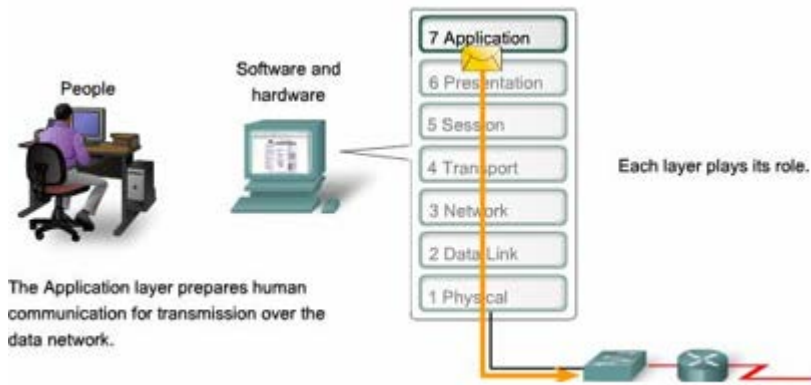 People
Software and
hardware
7 Application
6 Presentation
5 Session
4 Transport
3 Network
2 Data Link
1 Physical
Each layer plays its role.
The Application layer prepares human
communication for transmission over the
data network.